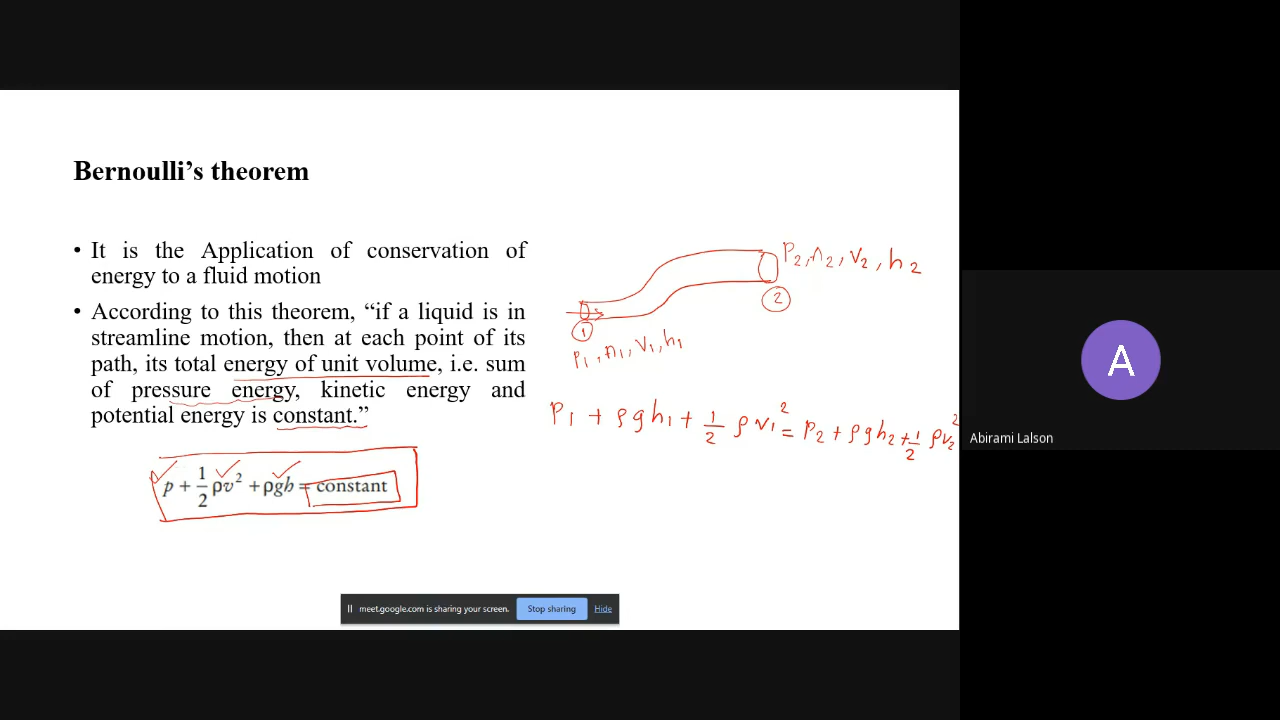 Bernoulli’s theorem
• It is the Application of conservation of
energy to a fluid motion
• According to this theorem, “if a liquid is in
streamline motion, then at each point of its
path, its total energy of unit volume, i.e. sum
of pressure energy, kinetic energy and
potential energy is constant.”
p + 1/2 ρv² + ρgh = constant
P2, A2, V2, h2
2
1
P1, A1, V1, h1
P1 + ρgh1 + 1/2 ρv1² = P2 + ρgh2 + 1/2 ρv2²
meet.google.com is sharing your screen. Stop sharing Hide
A
Abirami Lalson